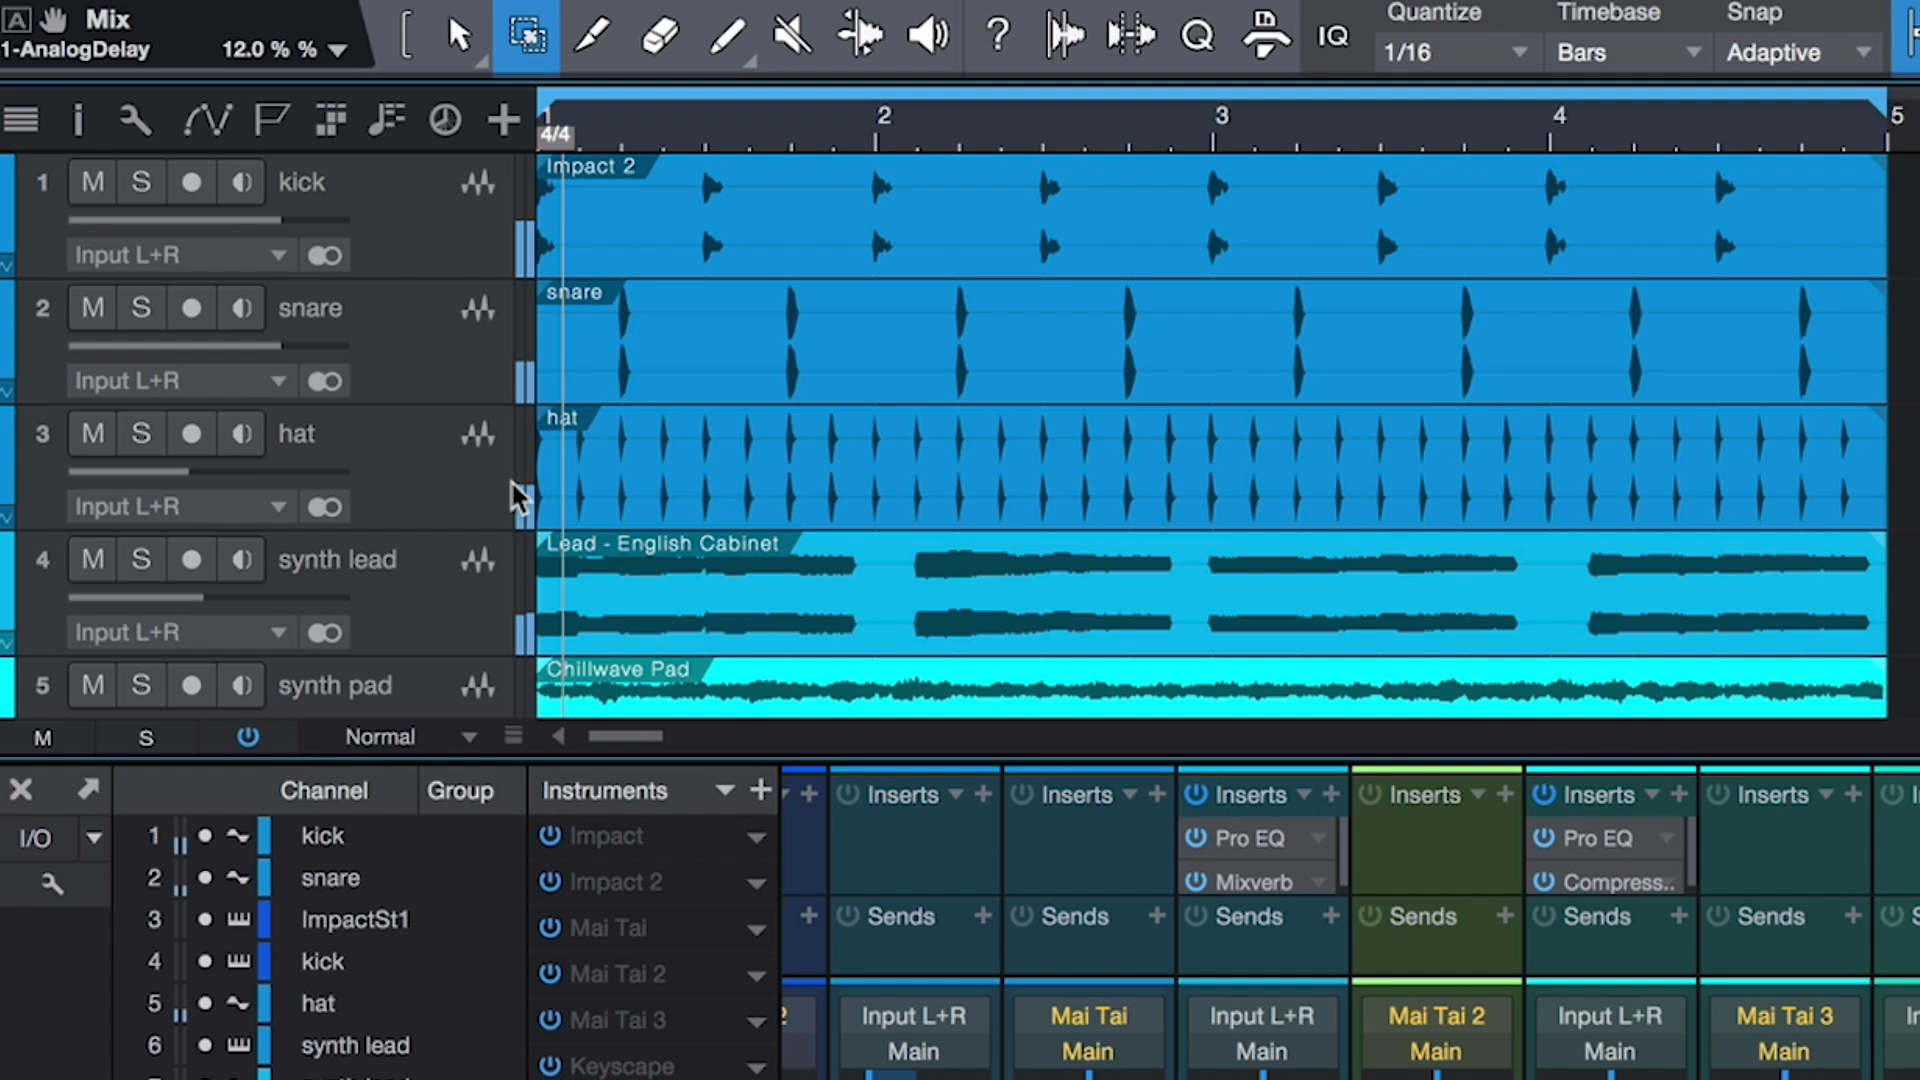 A Mix
1-AnalogDelay 12.0 % %
? Q IQ
Quantize Timebase Snap
1/16 Bars Adaptive
i
1 2 3 4 5
4/4
1 M S kick
Input L+R
Impact 2
2 M S snare
Input L+R
snare
3 M S hat
Input L+R
hat
4 M S synth lead
Input L+R
Lead - English Cabinet
5 M S synth pad
Chillwave Pad
M S Normal
Channel Group
I/O
1 kick
2 snare
3 ImpactSt1
4 kick
5 hat
6 synth lead
Instruments
Impact
Impact 2
Mai Tai
Mai Tai 2
Mai Tai 3
Keyscape
Inserts Inserts Inserts Inserts Inserts Inserts
Pro EQ Pro EQ
Mixverb Compress..
Sends Sends Sends Sends Sends Sends
2 Input L+R Mai Tai Input L+R Mai Tai 2 Input L+R Mai Tai 3
Main Main Main Main Main Main